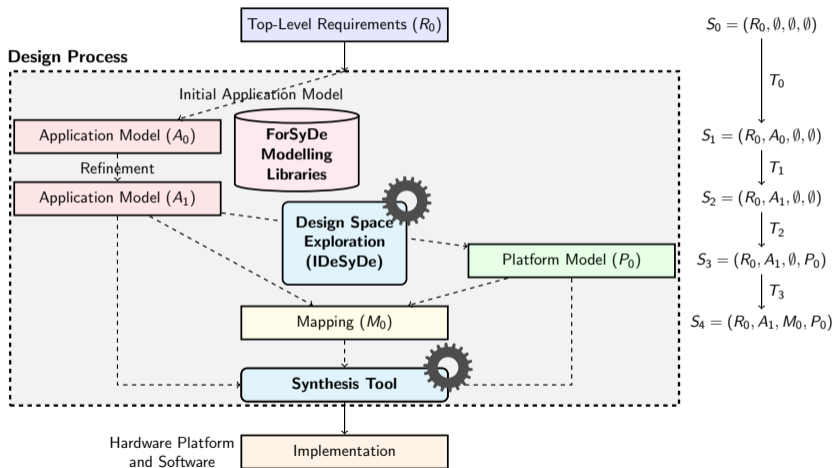 Top-Level Requirements (R₀)
Design Process
Initial Application Model
Application Model (A₀)
ForSyDe
Modelling
Libraries
Refinement
Application Model (A₁)
Design Space
Exploration
(IDeSyDe)
Platform Model (P₀)
Mapping (M₀)
Synthesis Tool
Hardware Platform
and Software
Implementation
S₀ = (R₀, ∅, ∅, ∅)
T₀
S₁ = (R₀, A₀, ∅, ∅)
T₁
S₂ = (R₀, A₁, ∅, ∅)
T₂
S₃ = (R₀, A₁, ∅, P₀)
T₃
S₄ = (R₀, A₁, M₀, P₀)